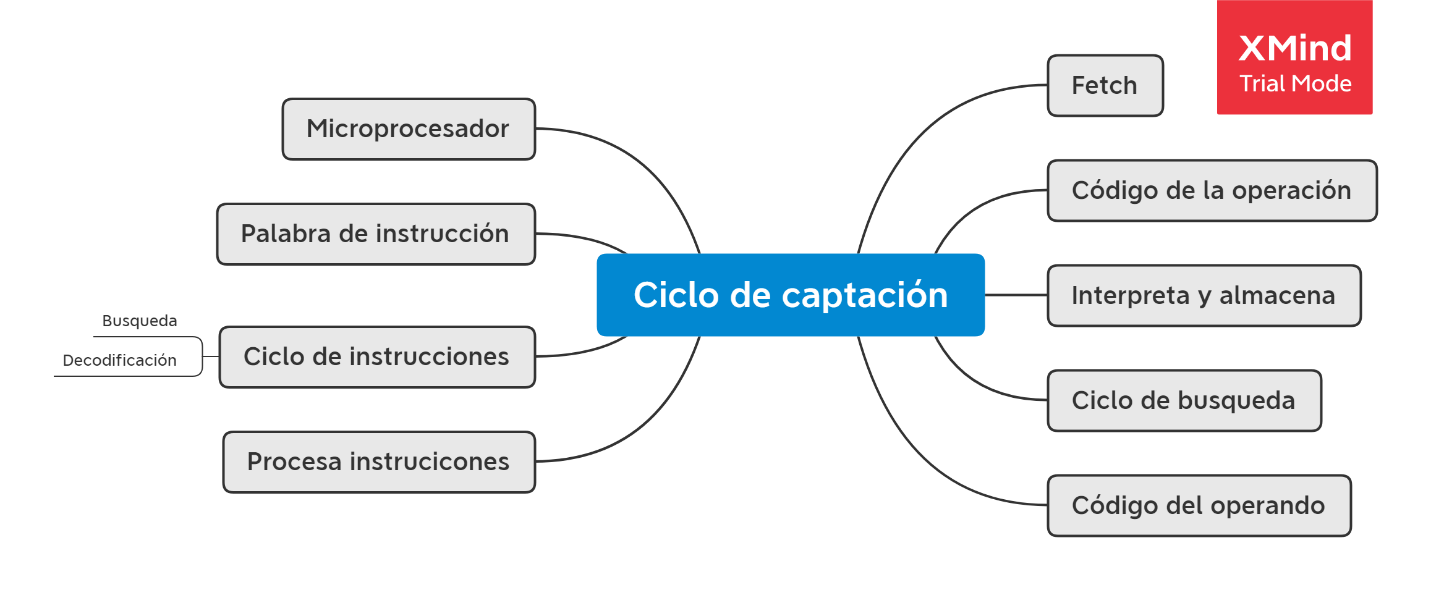 XMind
Trial Mode
Fetch
Microprocesador
Código de la operación
Palabra de instrucción
Ciclo de captación
Interpreta y almacena
Busqueda
Decodificación
Ciclo de instrucciones
Ciclo de busqueda
Procesa instrucicones
Código del operando